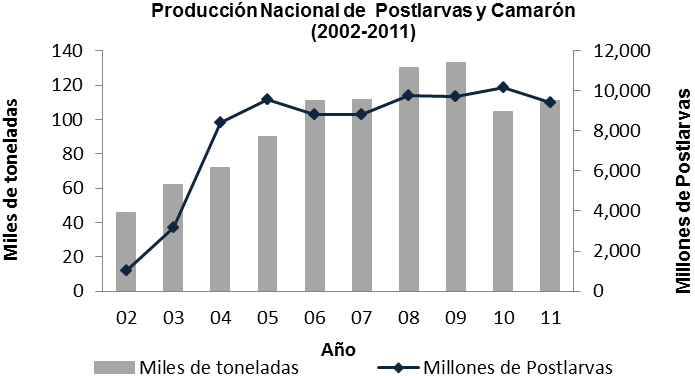 Producción Nacional de Postlarvas y Camarón
(2002-2011)
Miles de toneladas
140
120
100
80
60
40
20
0
12,000
10,000
8,000
6,000
4,000
2,000
0
Millones de Postlarvas
02 03 04 05 06 07 08 09 10 11
Año
Miles de toneladas Millones de Postlarvas